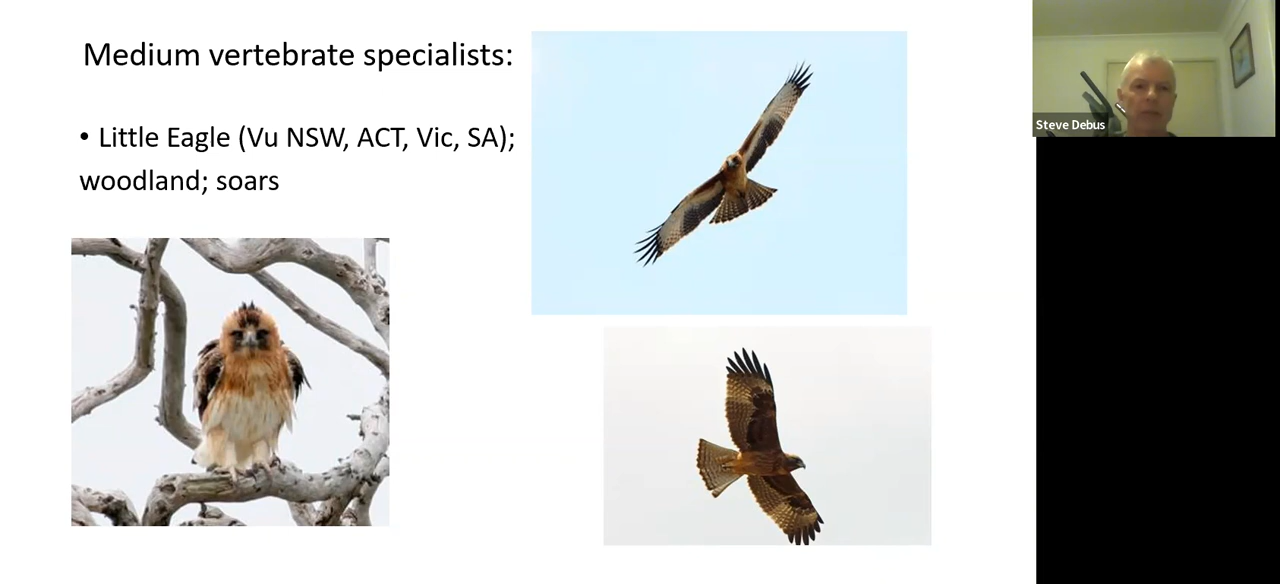 Medium vertebrate specialists:
• Little Eagle (Vu NSW, ACT, Vic, SA);
woodland; soars
Steve Debus